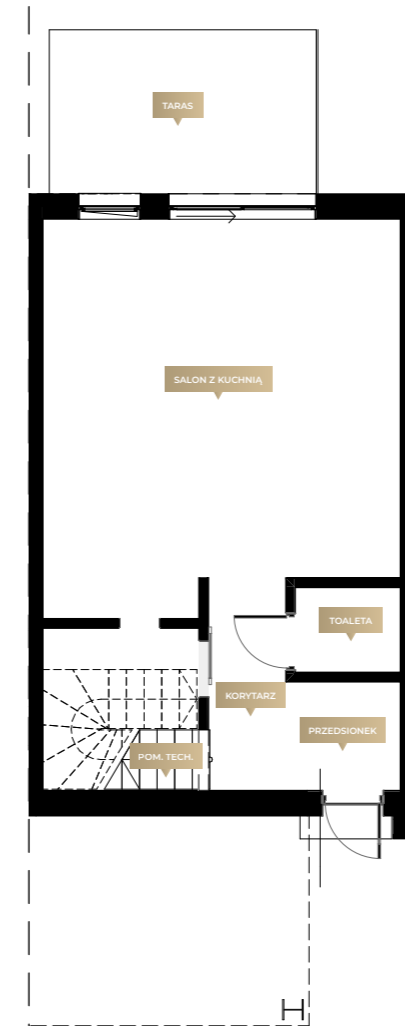 TARAS
SALON Z KUCHNIĄ
TOALETA
KORYTARZ
PRZEDSIONEK
POM. TECH.